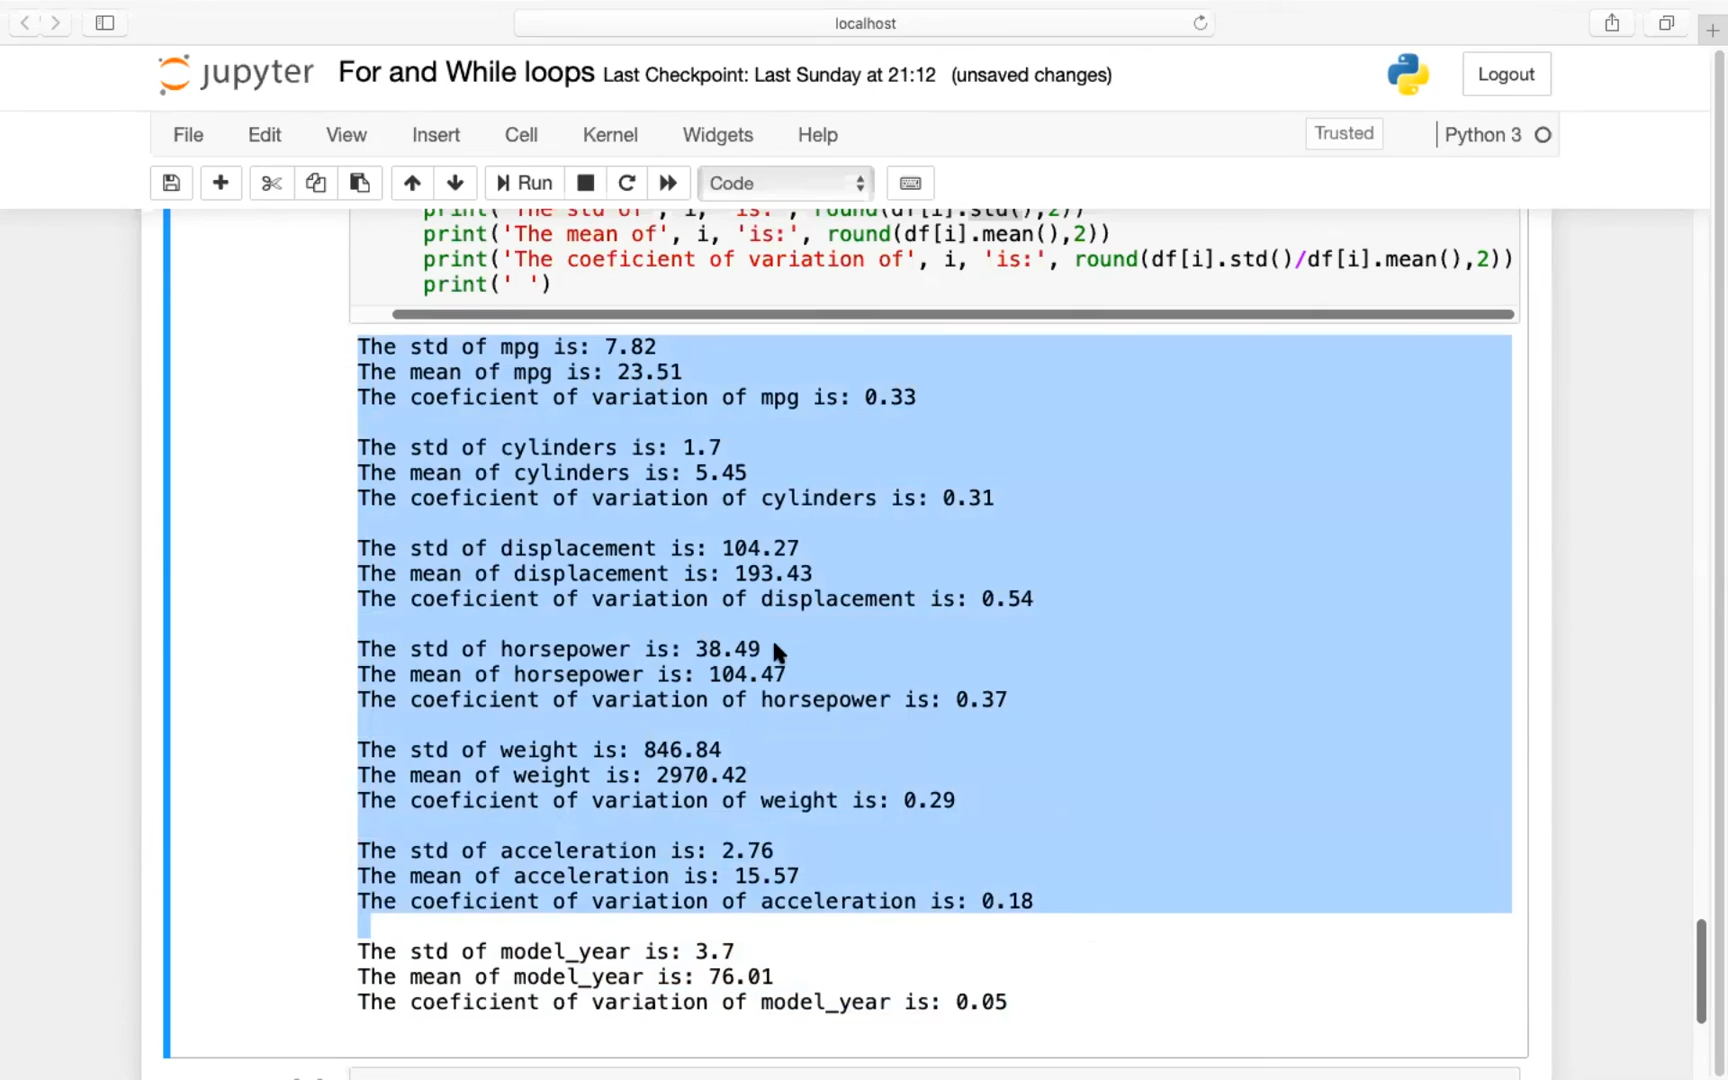 localhost
jupyter For and While loops Last Checkpoint: Last Sunday at 21:12 (unsaved changes)
Logout
File Edit View Insert Cell Kernel Widgets Help
Trusted
Python 3
Run
Code
print('The std of', i, 'is:', round(df[i].std(),2))
print('The mean of', i, 'is:', round(df[i].mean(),2))
print('The coeficient of variation of', i, 'is:', round(df[i].std()/df[i].mean(),2))
print(' ')
The std of mpg is: 7.82
The mean of mpg is: 23.51
The coeficient of variation of mpg is: 0.33
The std of cylinders is: 1.7
The mean of cylinders is: 5.45
The coeficient of variation of cylinders is: 0.31
The std of displacement is: 104.27
The mean of displacement is: 193.43
The coeficient of variation of displacement is: 0.54
The std of horsepower is: 38.49
The mean of horsepower is: 104.47
The coeficient of variation of horsepower is: 0.37
The std of weight is: 846.84
The mean of weight is: 2970.42
The coeficient of variation of weight is: 0.29
The std of acceleration is: 2.76
The mean of acceleration is: 15.57
The coeficient of variation of acceleration is: 0.18
The std of model_year is: 3.7
The mean of model_year is: 76.01
The coeficient of variation of model_year is: 0.05